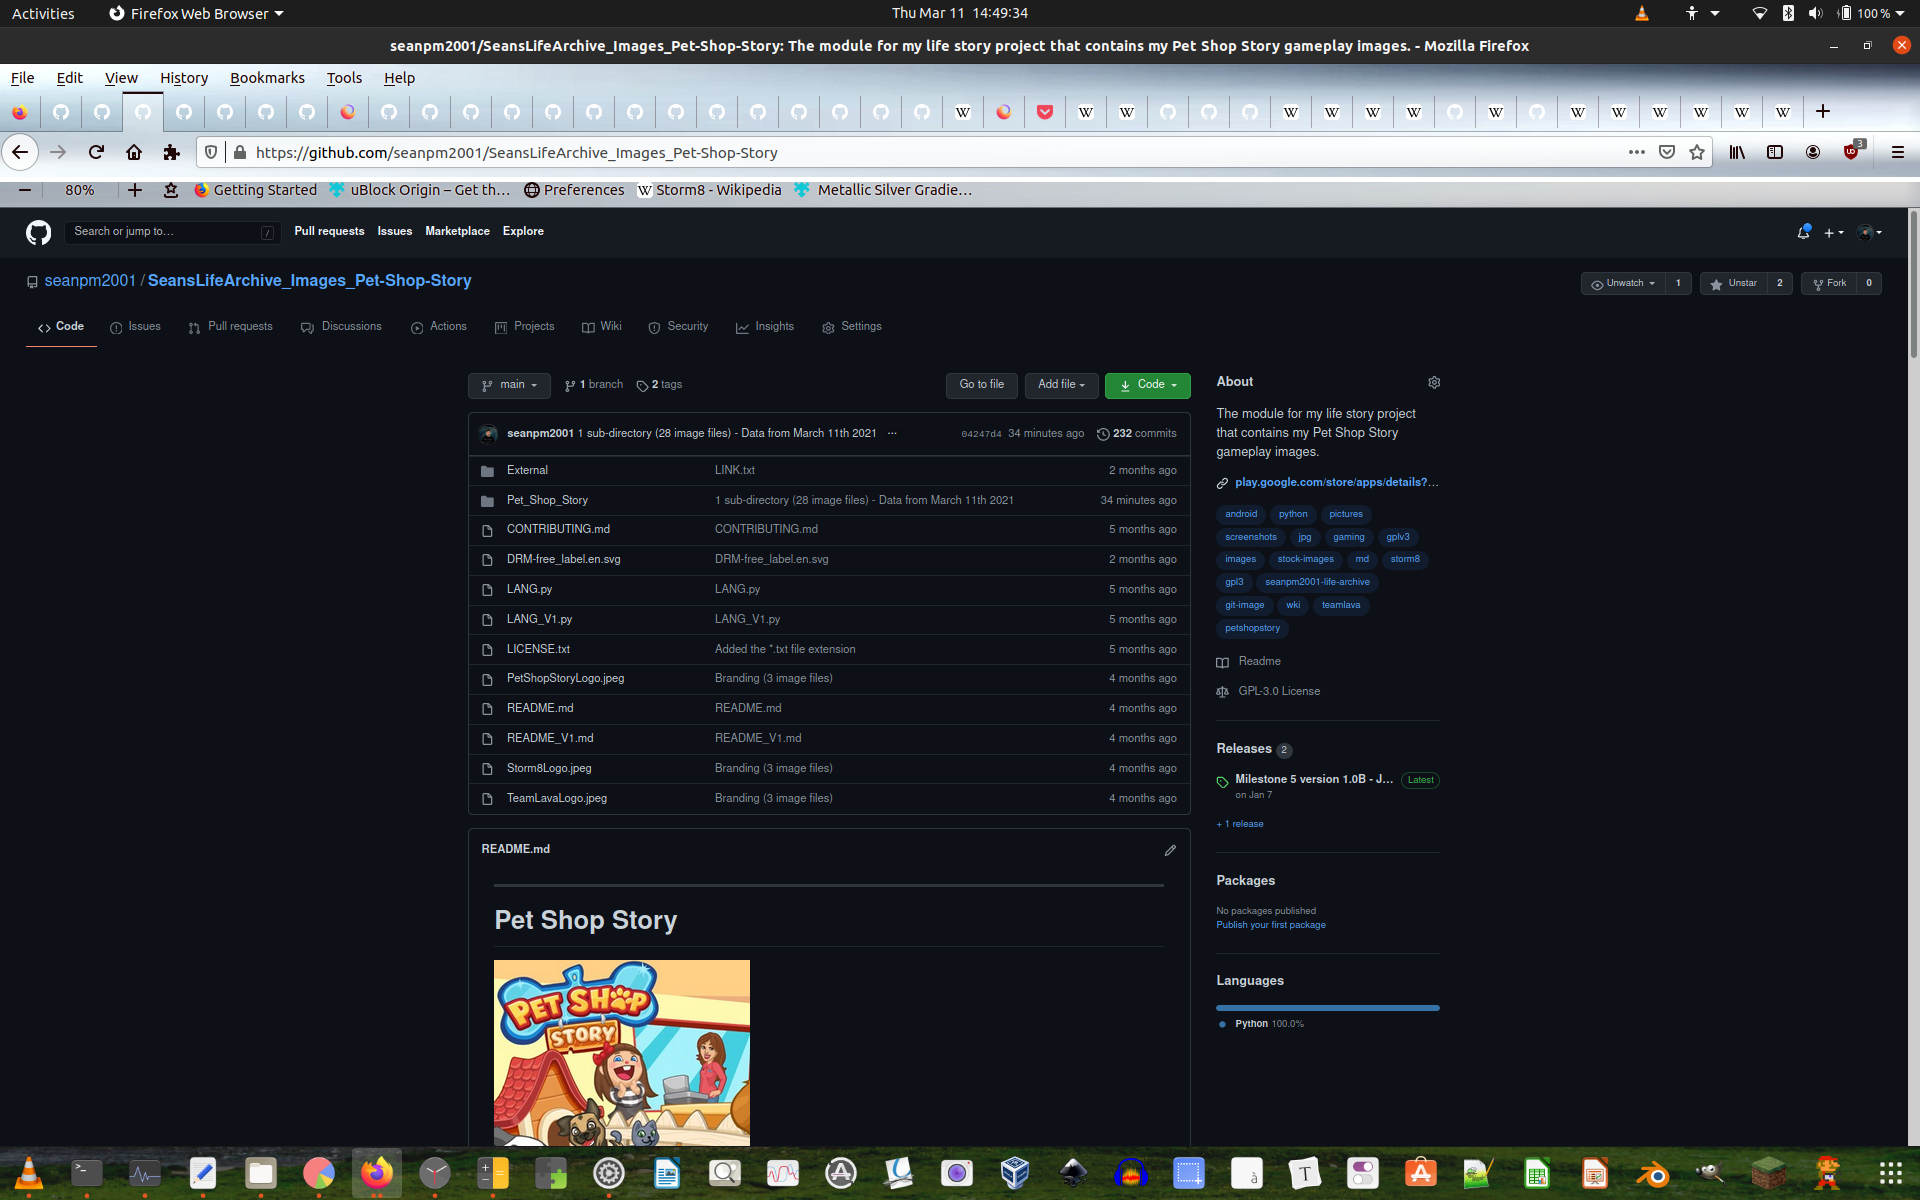 Activities Firefox Web Browser Thu Mar 11 14:49:34 100 %
seanpm2001/SeansLifeArchive_Images_Pet-Shop-Story: The module for my life story project that contains my Pet Shop Story gameplay images. - Mozilla Firefox
File Edit View History Bookmarks Tools Help
https://github.com/seanpm2001/SeansLifeArchive_Images_Pet-Shop-Story 3
80% Getting Started uBlock Origin – Get th… Preferences Storm8 - Wikipedia Metallic Silver Gradie…
Search or jump to… / Pull requests Issues Marketplace Explore
seanpm2001 / SeansLifeArchive_Images_Pet-Shop-Story Unwatch 1 Unstar 2 Fork 0
Code Issues Pull requests Discussions Actions Projects Wiki Security Insights Settings
main 1 branch 2 tags Go to file Add file Code
seanpm2001 1 sub-directory (28 image files) - Data from March 11th 2021 ... 04247d4 34 minutes ago 232 commits
External LINK.txt 2 months ago
Pet_Shop_Story 1 sub-directory (28 image files) - Data from March 11th 2021 34 minutes ago
CONTRIBUTING.md CONTRIBUTING.md 5 months ago
DRM-free_label.en.svg DRM-free_label.en.svg 2 months ago
LANG.py LANG.py 5 months ago
LANG_V1.py LANG_V1.py 5 months ago
LICENSE.txt Added the *.txt file extension 5 months ago
PetShopStoryLogo.jpeg Branding (3 image files) 4 months ago
README.md README.md 4 months ago
README_V1.md README_V1.md 4 months ago
Storm8Logo.jpeg Branding (3 image files) 4 months ago
TeamLavaLogo.jpeg Branding (3 image files) 4 months ago
README.md
Pet Shop Story
PET SHOP
STORY
About
The module for my life story project
that contains my Pet Shop Story
gameplay images.
play.google.com/store/apps/details?…
android python pictures
screenshots jpg gaming gplv3
images stock-images md storm8
gpl3 seanpm2001-life-archive
git-image wki teamlava
petshopstory
Readme
GPL-3.0 License
Releases 2
Milestone 5 version 1.0B - J… Latest
on Jan 7
+ 1 release
Packages
No packages published
Publish your first package
Languages
Python 100.0%